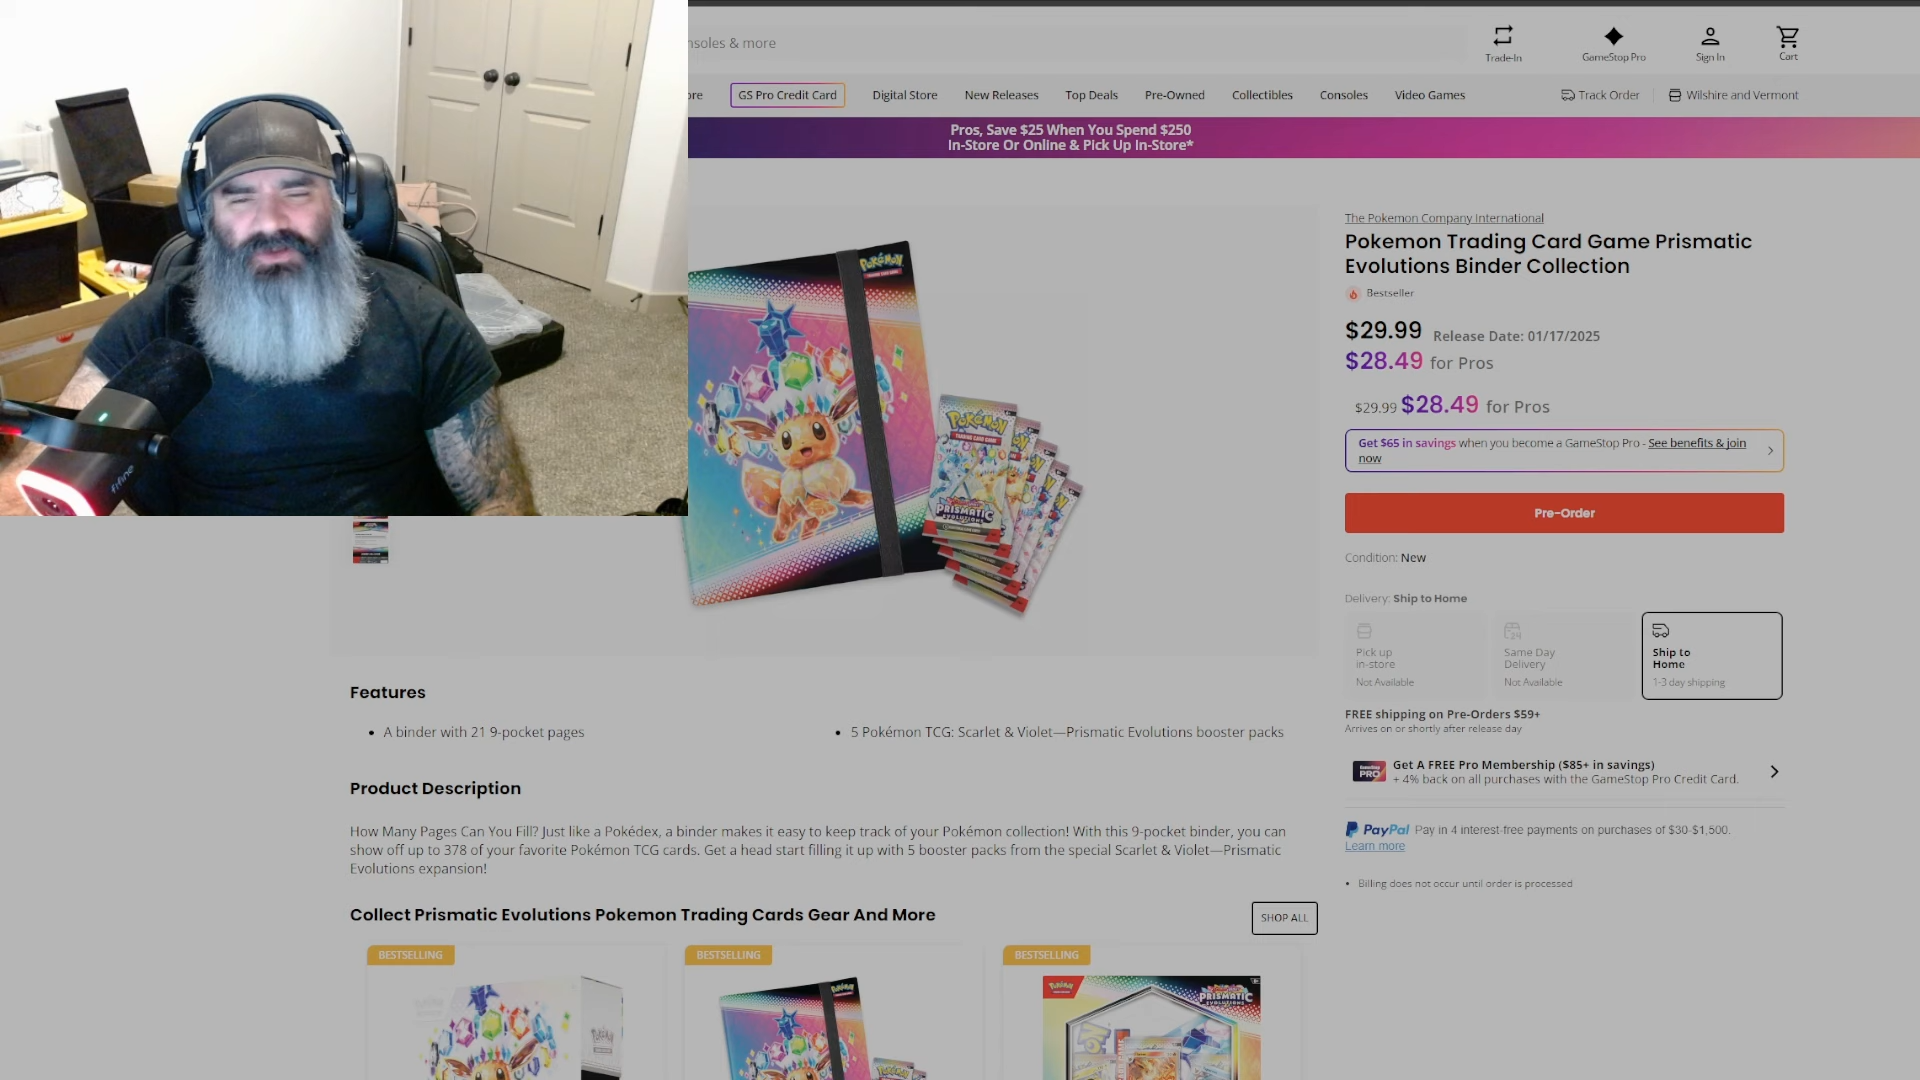 nsoles & more
Trade-In
GameStop Pro
Sign In
Cart
ore
GS Pro Credit Card
Digital Store
New Releases
Top Deals
Pre-Owned
Collectibles
Consoles
Video Games
Track Order
Wilshire and Vermont
Pros, Save $25 When You Spend $250
In-Store Or Online & Pick Up In-Store*
The Pokemon Company International
Pokemon Trading Card Game Prismatic
Evolutions Binder Collection
Bestseller
$29.99 Release Date: 01/17/2025
$28.49 for Pros
$29.99 $28.49 for Pros
Get $65 in savings when you become a GameStop Pro - See benefits & join
now
Pre-Order
Condition: New
Delivery: Ship to Home
Pick up
in-store
Not Available
Same Day
Delivery
Not Available
Ship to
Home
1-3 day shipping
FREE shipping on Pre-Orders $59+
Arrives on or shortly after release day
PRO
Get A FREE Pro Membership ($85+ in savings)
+ 4% back on all purchases with the GameStop Pro Credit Card.
PayPal Pay in 4 interest-free payments on purchases of $30-$1,500.
Learn more
• Billing does not occur until order is processed
fifine
POKÉMON
POKÉMON
PRISMATIC
EVOLUTIONS
Features
• A binder with 21 9-pocket pages
• 5 Pokémon TCG: Scarlet & Violet—Prismatic Evolutions booster packs
Product Description
How Many Pages Can You Fill? Just like a Pokédex, a binder makes it easy to keep track of your Pokémon collection! With this 9-pocket binder, you can
show off up to 378 of your favorite Pokémon TCG cards. Get a head start filling it up with 5 booster packs from the special Scarlet & Violet—Prismatic
Evolutions expansion!
Collect Prismatic Evolutions Pokemon Trading Cards Gear And More
SHOP ALL
BESTSELLING
BESTSELLING
BESTSELLING
POKÉMON
POKÉMON
PRISMATIC
EVOLUTIONS